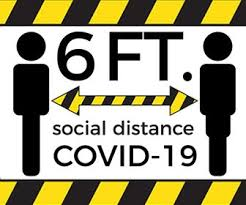 6 FT.
social distance
COVID-19